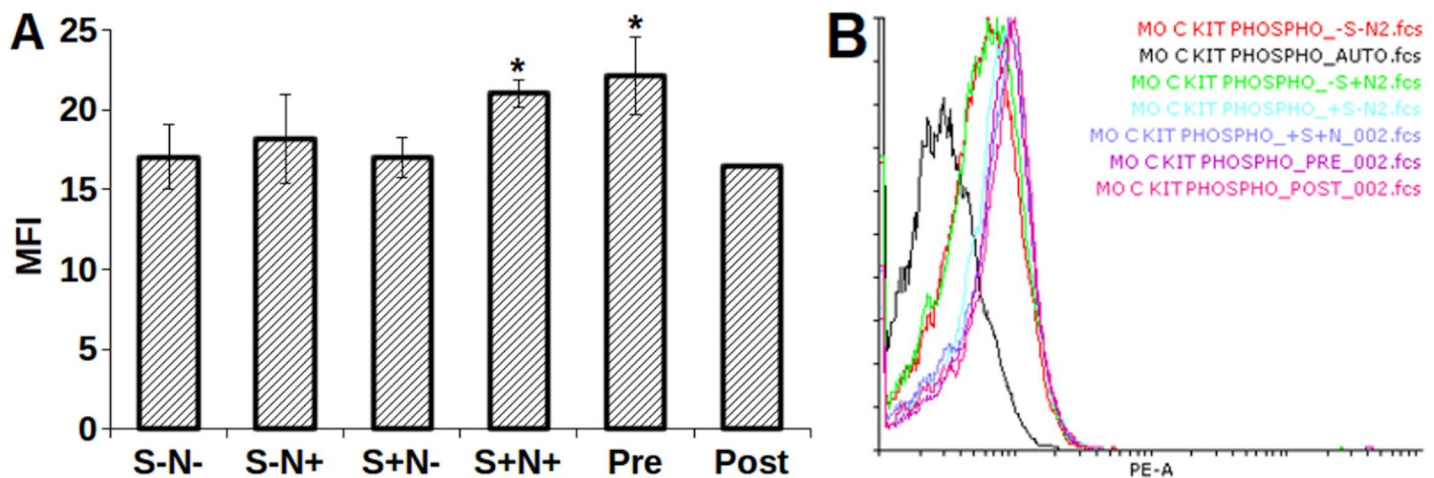 A
MFI
25
20
15
10
5
0
*
*
S-N-
S-N+
S+N-
S+N+
Pre
Post
B
MO C KIT PHOSPHO_-S-N2.fcs
MO C KIT PHOSPHO_AUTO.fcs
MO C KIT PHOSPHO_-S+N2.fcs
MO C KIT PHOSPHO_+S-N2.fcs
MO C KIT PHOSPHO_+S+N_002.fcs
MO C KIT PHOSPHO_PRE_002.fcs
MO C KIT PHOSPHO_POST_002.fcs
PE-A